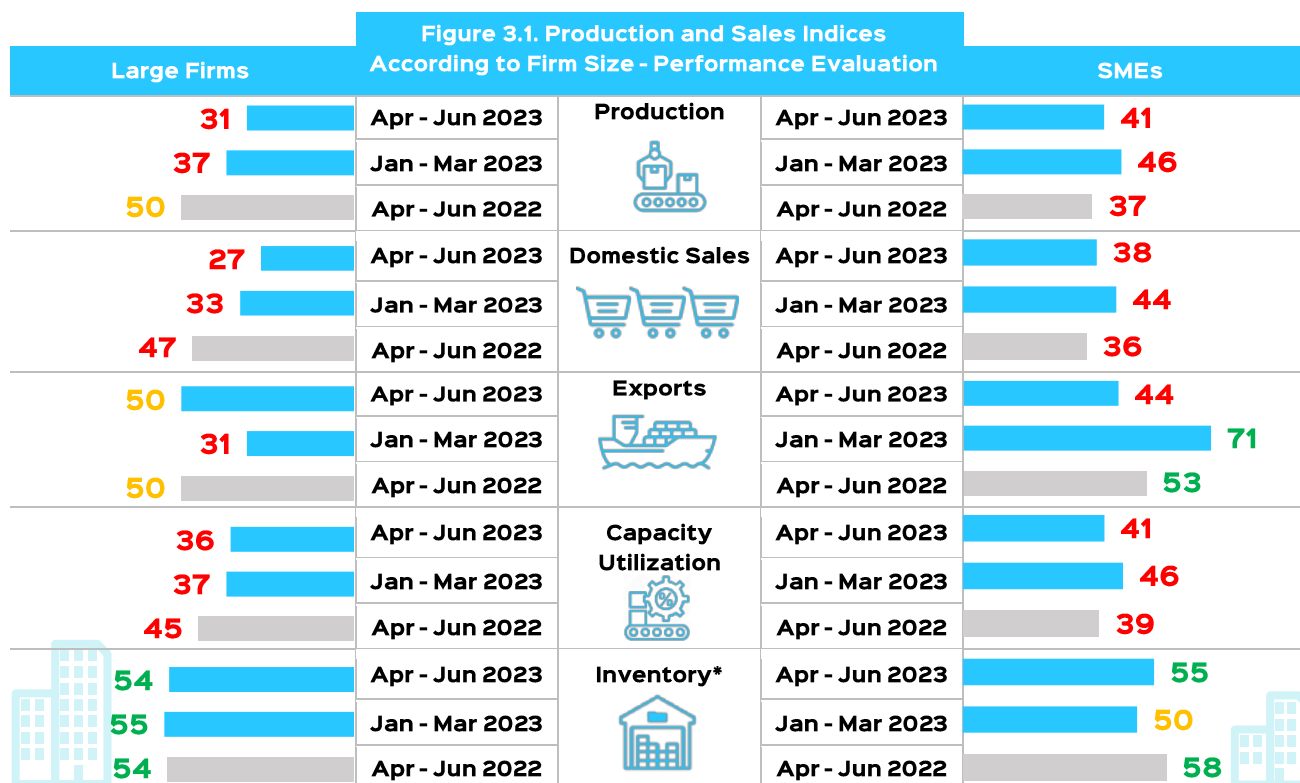 Figure 3.1. Production and Sales Indices
According to Firm Size - Performance Evaluation
Large Firms
SMEs
Production
31 Apr - Jun 2023 Apr - Jun 2023 41
37 Jan - Mar 2023 Jan - Mar 2023 46
50 Apr - Jun 2022 Apr - Jun 2022 37
Domestic Sales
27 Apr - Jun 2023 Apr - Jun 2023 38
33 Jan - Mar 2023 Jan - Mar 2023 44
47 Apr - Jun 2022 Apr - Jun 2022 36
Exports
50 Apr - Jun 2023 Apr - Jun 2023 44
31 Jan - Mar 2023 Jan - Mar 2023 71
50 Apr - Jun 2022 Apr - Jun 2022 53
Capacity
Utilization
%
36 Apr - Jun 2023 Apr - Jun 2023 41
37 Jan - Mar 2023 Jan - Mar 2023 46
45 Apr - Jun 2022 Apr - Jun 2022 39
Inventory*
54 Apr - Jun 2023 Apr - Jun 2023 55
55 Jan - Mar 2023 Jan - Mar 2023 50
54 Apr - Jun 2022 Apr - Jun 2022 58